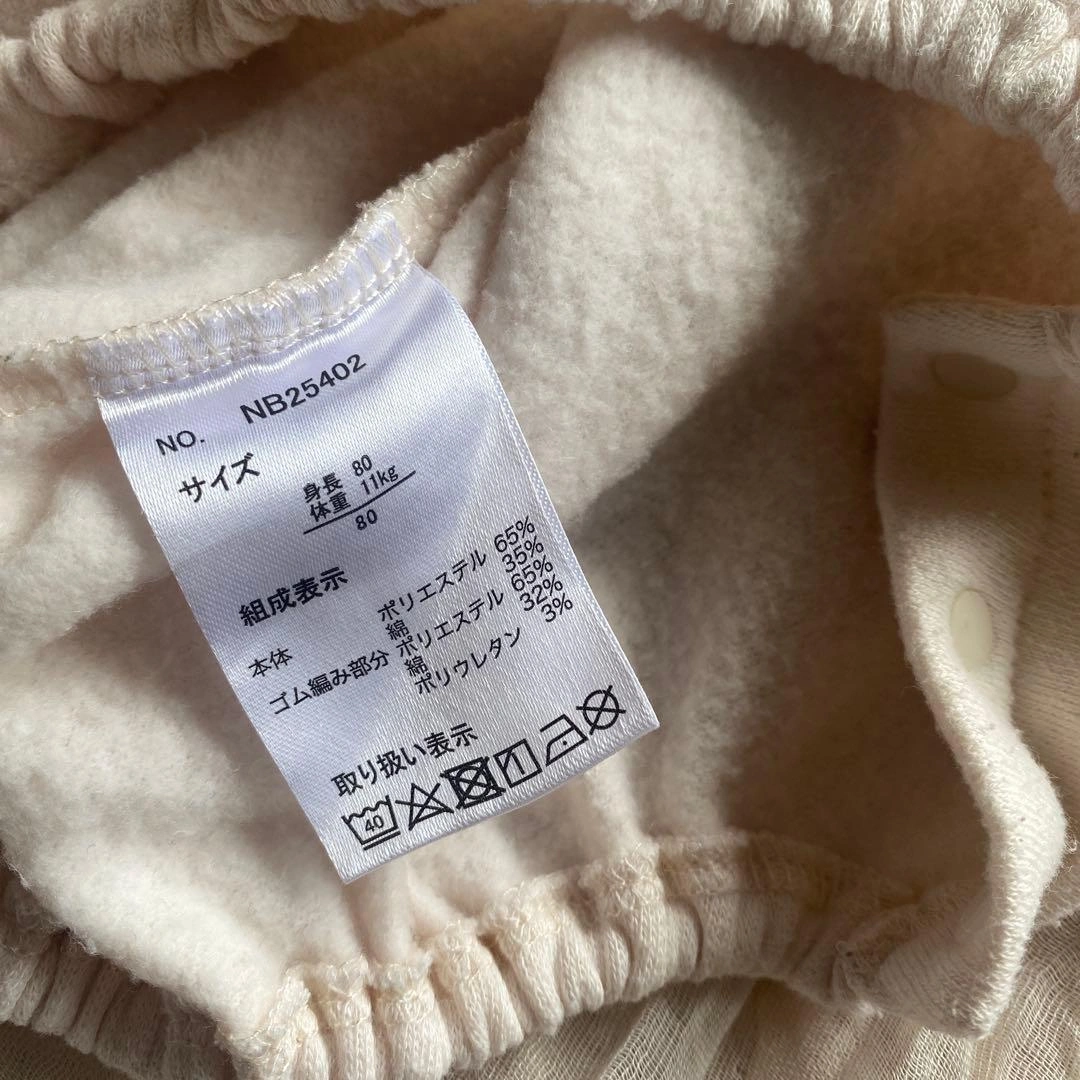 NO. NB25402
サイズ
身長 80
体重 11kg
80
組成表示
本体 ポリエステル 65%
綿 35%
ゴム編み部分 ポリエステル 65%
綿 32%
ポリウレタン 3%
取り扱い表示
40